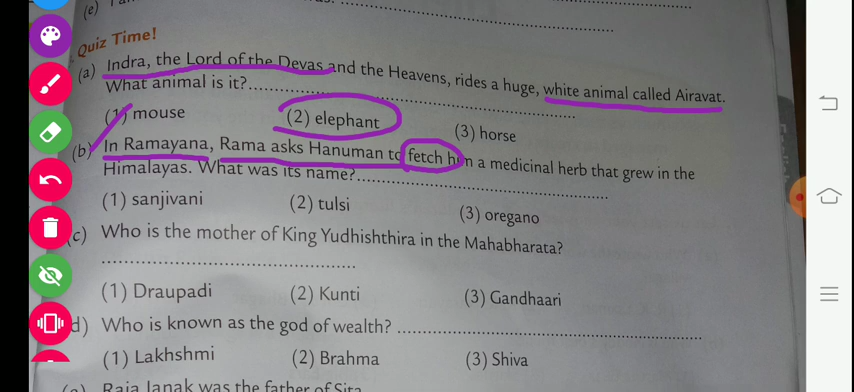 (e)
Quiz Time!
(a) Indra, the Lord of the Devas and the Heavens, rides a huge, white animal called Airavat.
What animal is it?
(1) mouse (2) elephant (3) horse
(b) In Ramayana, Rama asks Hanuman to fetch him a medicinal herb that grew in the
Himalayas. What was its name?
(1) sanjivani (2) tulsi (3) oregano
(c) Who is the mother of King Yudhishthira in the Mahabharata?
(1) Draupadi (2) Kunti (3) Gandhaari
d) Who is known as the god of wealth?
(1) Lakhshmi (2) Brahma (3) Shiva
Raja Janak was the father of Sita